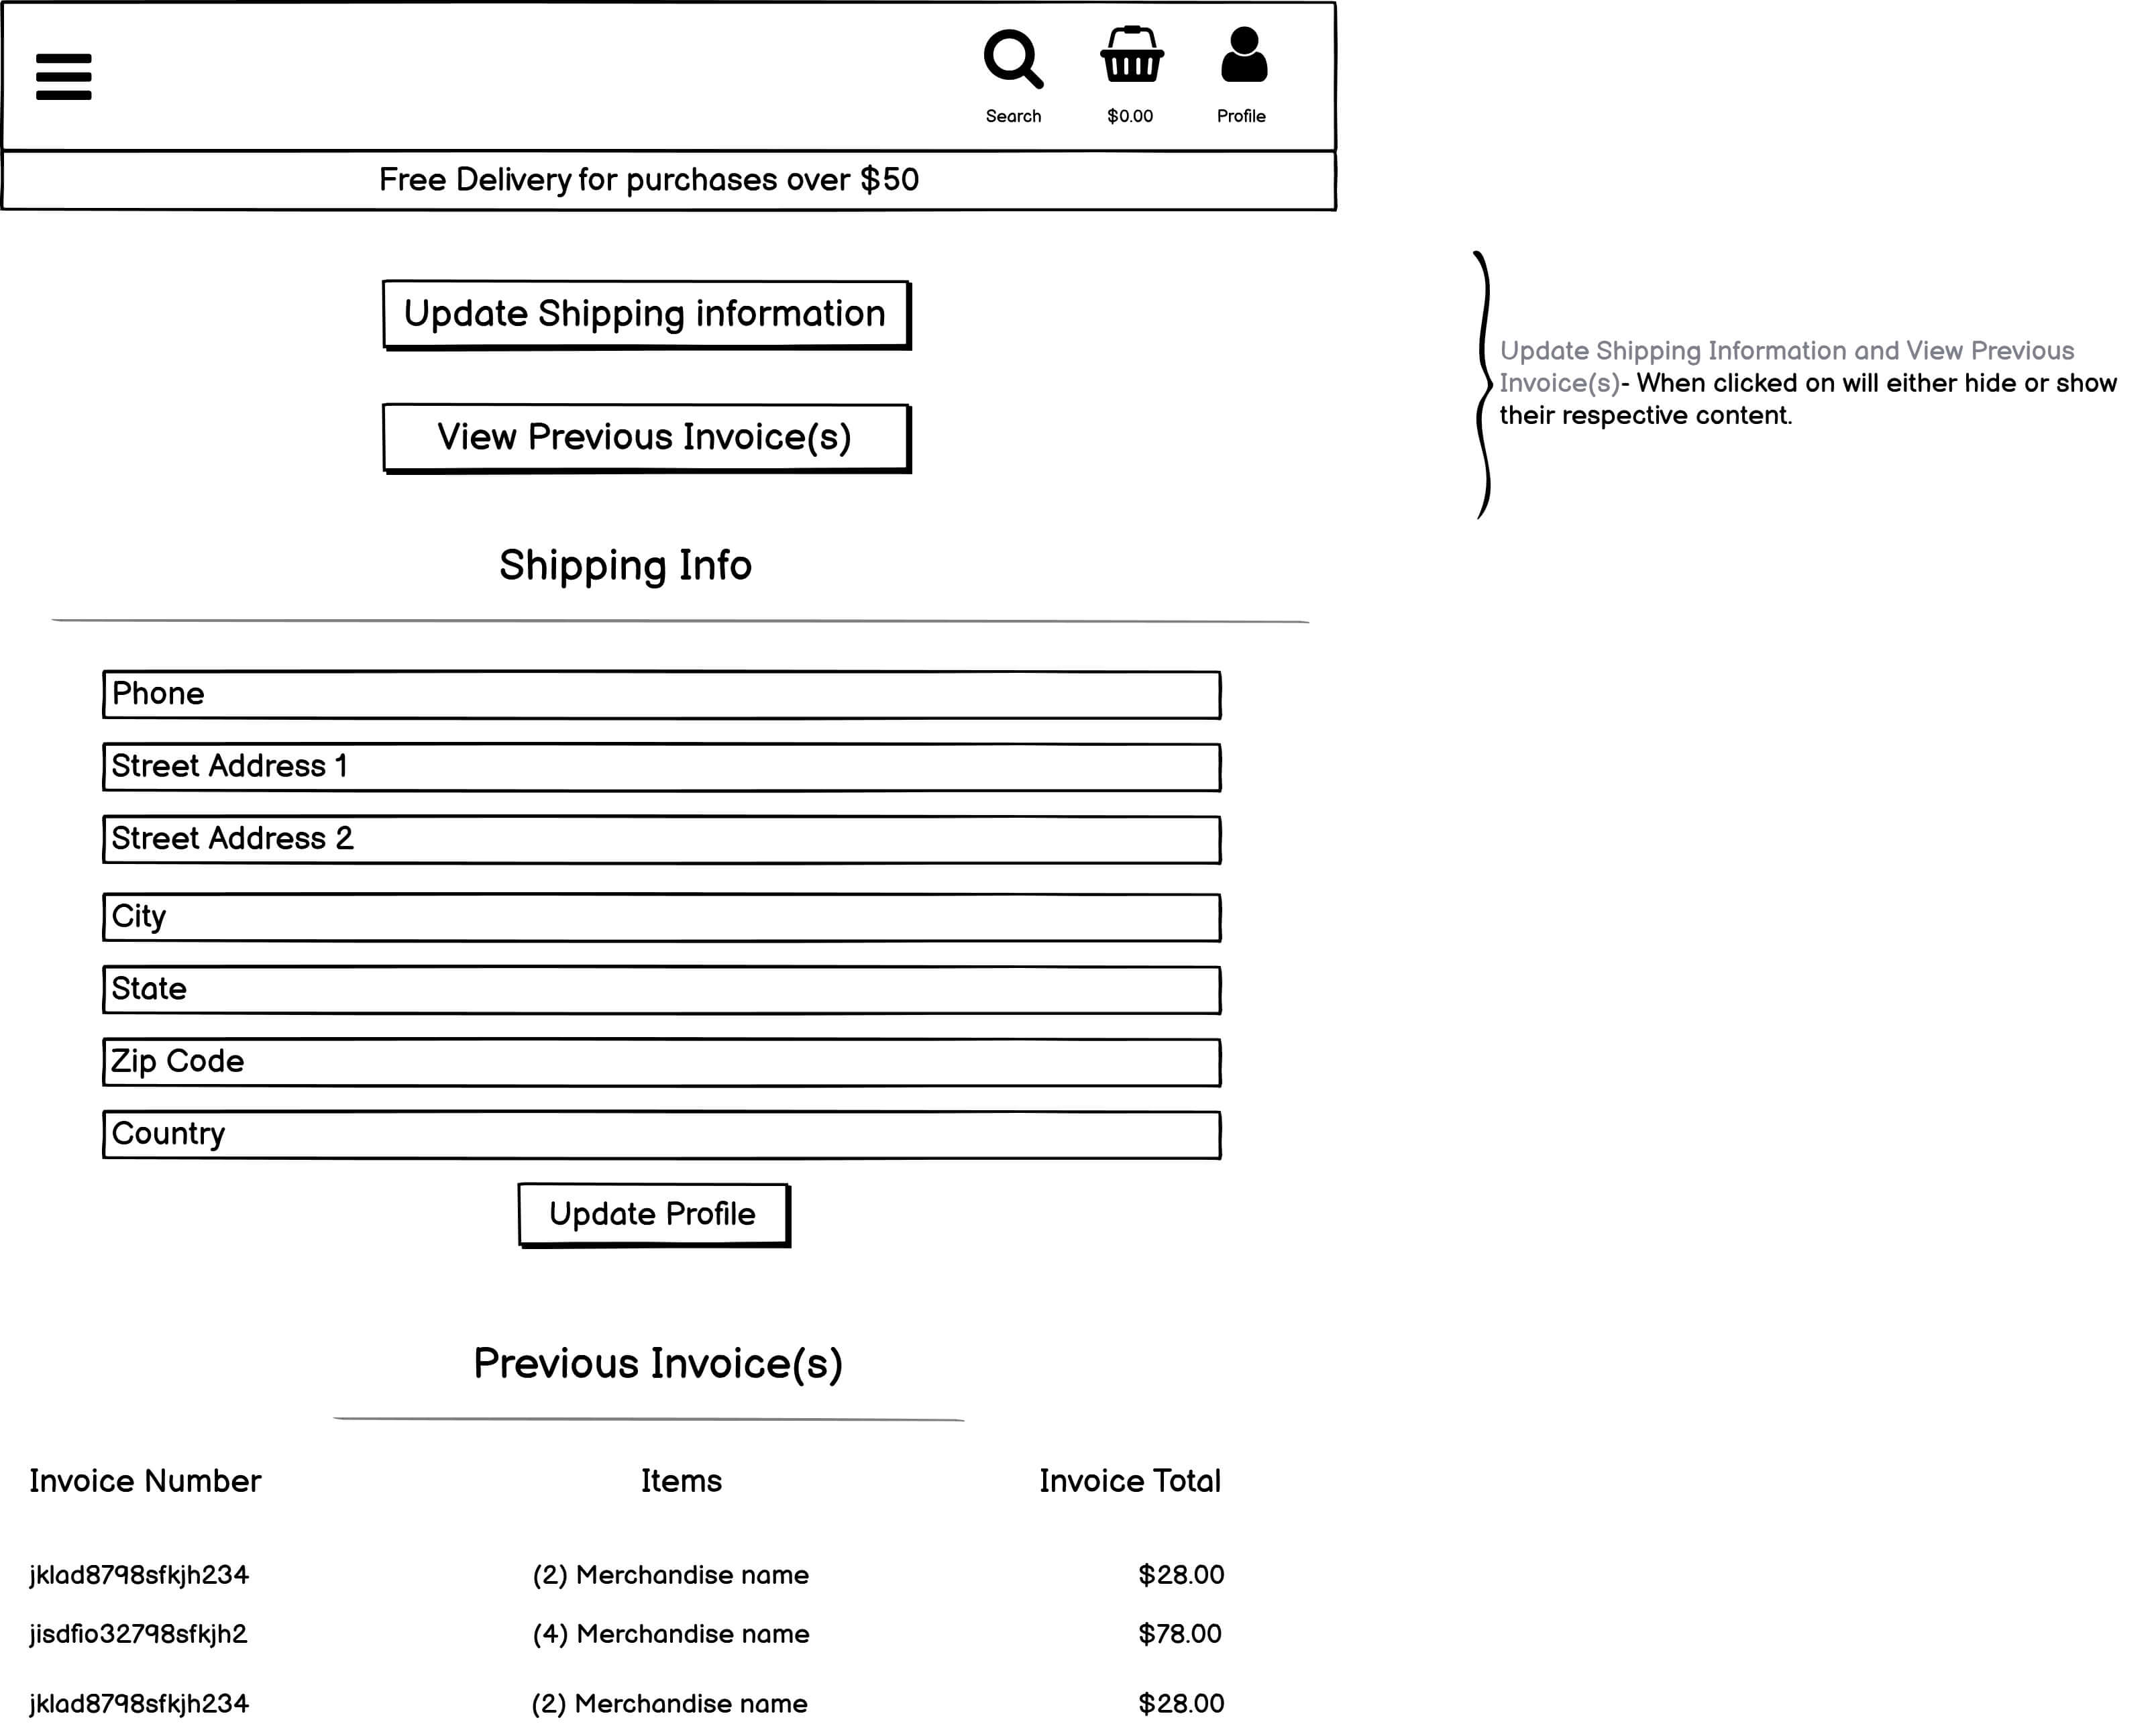 Search $0.00 Profile
Free Delivery for purchases over $50
Update Shipping information
View Previous Invoice(s)
Update Shipping Information and View Previous
Invoice(s)- When clicked on will either hide or show
their respective content.
Shipping Info
Phone
Street Address 1
Street Address 2
City
State
Zip Code
Country
Update Profile
Previous Invoice(s)
Invoice Number Items Invoice Total
jklad8798sfkjh234 (2) Merchandise name $28.00
jisdfio32798sfkjh2 (4) Merchandise name $78.00
jklad8798sfkjh234 (2) Merchandise name $28.00